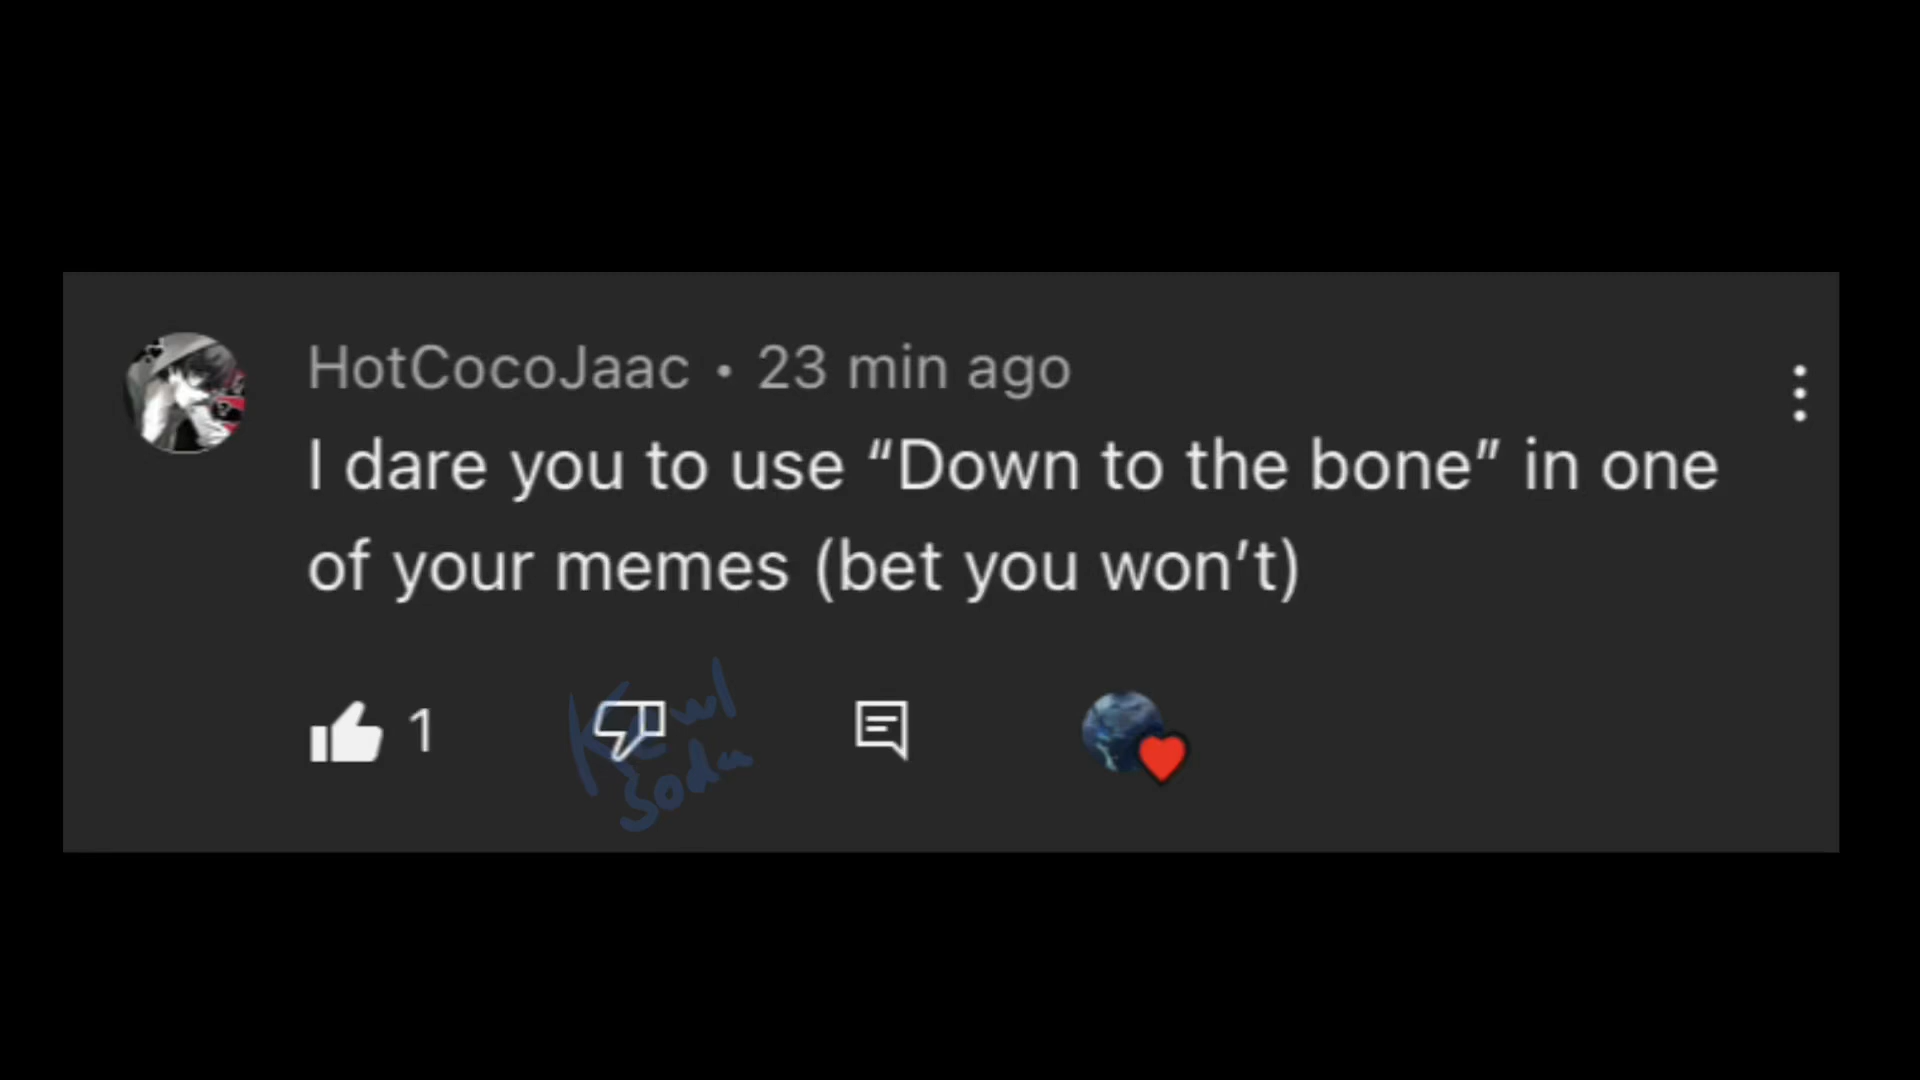 HotCocoJaac • 23 min ago
I dare you to use “Down to the bone” in one
of your memes (bet you won’t)
1
Soda